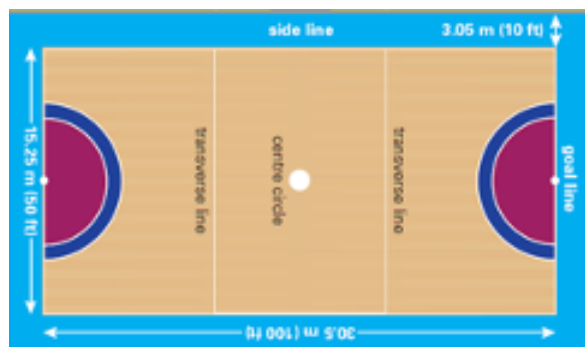 side line
3.05 m (10 ft)
15.25 m (50 ft)
transverse line
centre circle
transverse line
goal line
30.5 m (100 ft)